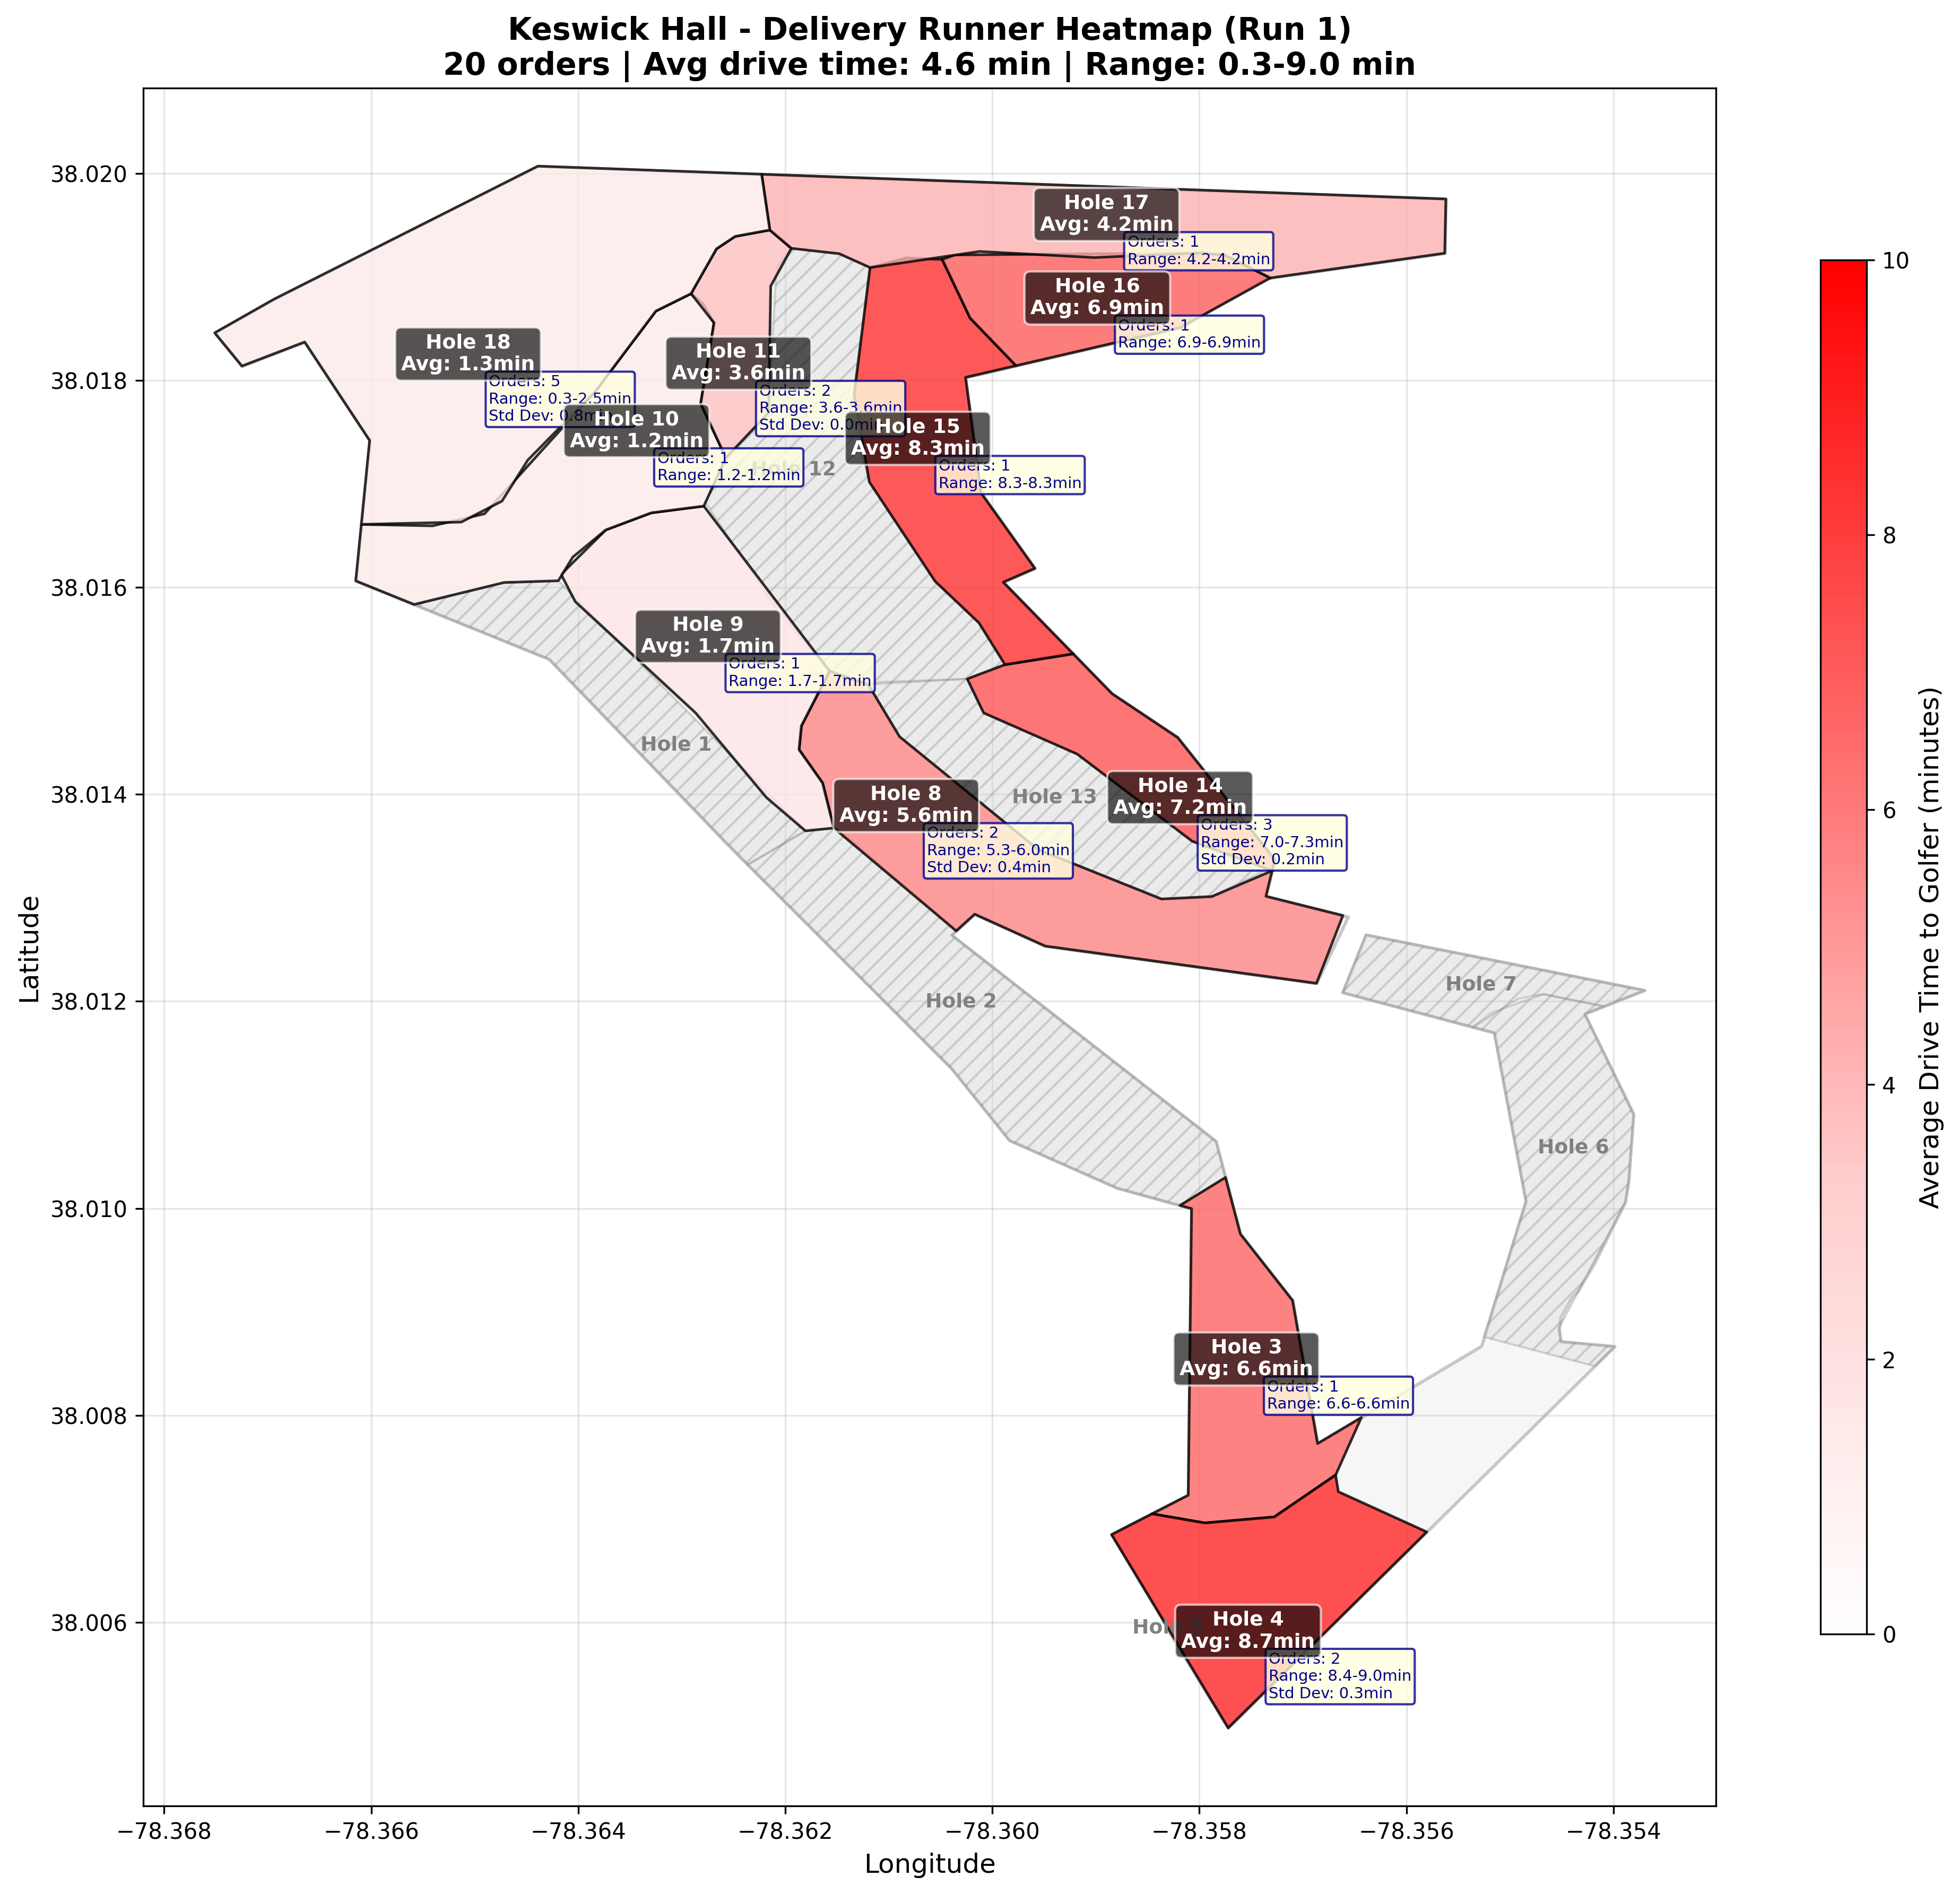 Keswick Hall - Delivery Runner Heatmap (Run 1)
20 orders | Avg drive time: 4.6 min | Range: 0.3-9.0 min
Hole 17
Avg: 4.2min
Orders: 1
Range: 4.2-4.2min
Hole 16
Avg: 6.9min
Orders: 1
Range: 6.9-6.9min
Hole 18
Avg: 1.3min
Orders: 5
Range: 0.3-2.5min
Std Dev: 0.8min
Hole 11
Avg: 3.6min
Orders: 2
Range: 3.6-3.6min
Std Dev: 0.0min
Hole 10
Avg: 1.2min
Orders: 1
Range: 1.2-1.2min
Hole 15
Avg: 8.3min
Orders: 1
Range: 8.3-8.3min
Hole 12
Hole 9
Avg: 1.7min
Orders: 1
Range: 1.7-1.7min
Hole 1
Hole 8
Avg: 5.6min
Orders: 2
Range: 5.3-6.0min
Std Dev: 0.4min
Hole 13
Hole 14
Avg: 7.2min
Orders: 3
Range: 7.0-7.3min
Std Dev: 0.2min
Hole 2
Hole 7
Hole 6
Hole 3
Avg: 6.6min
Orders: 1
Range: 6.6-6.6min
Hole 4
Avg: 8.7min
Orders: 2
Range: 8.4-9.0min
Std Dev: 0.3min
38.020
38.018
38.016
38.014
38.012
38.010
38.008
38.006
Latitude
−78.368
−78.366
−78.364
−78.362
−78.360
−78.358
−78.356
−78.354
Longitude
10
8
6
4
2
0
Average Drive Time to Golfer (minutes)